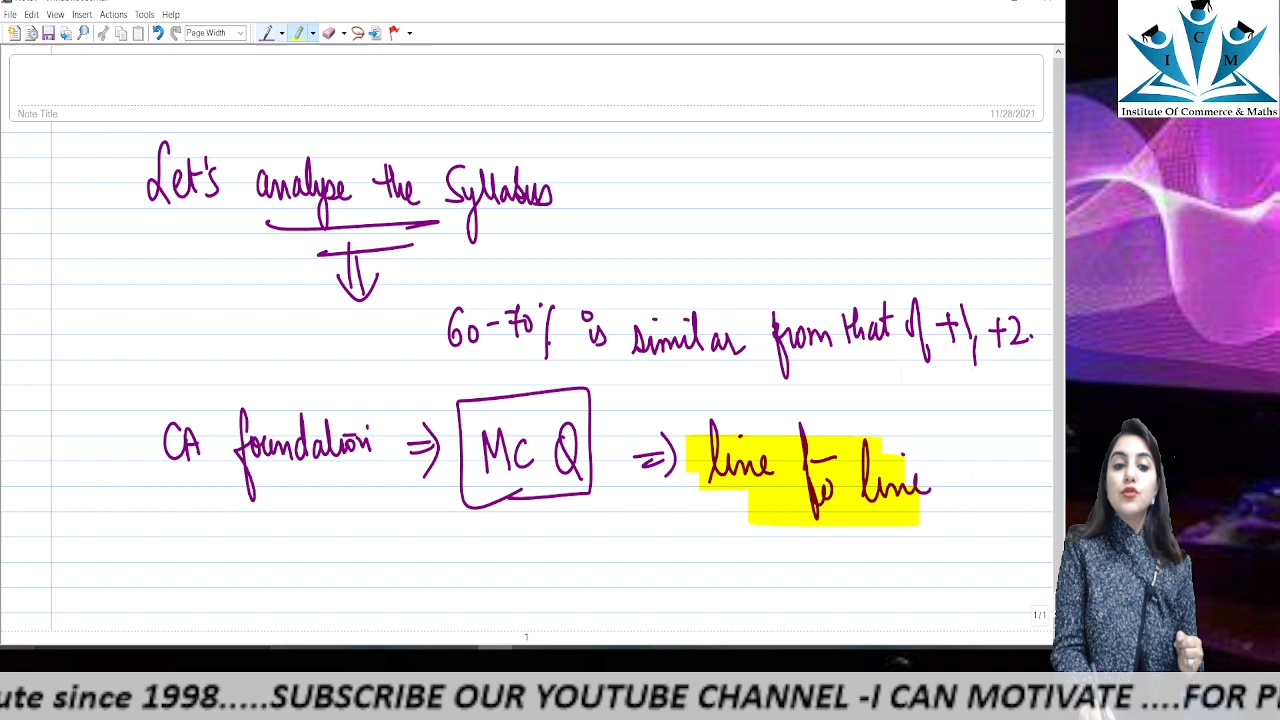 File Edit View Insert Actions Tools Help
Page Width
Note Title
11/28/2021
Let's analyse the Syllabus
60-70% is similar from that of +1, +2.
CA foundation ⇒ MCQ ⇒ line to line
1/1
1
I C M
Institute Of Commerce & Maths
ute since 1998.....SUBSCRIBE OUR YOUTUBE CHANNEL -I CAN MOTIVATE ....FOR P